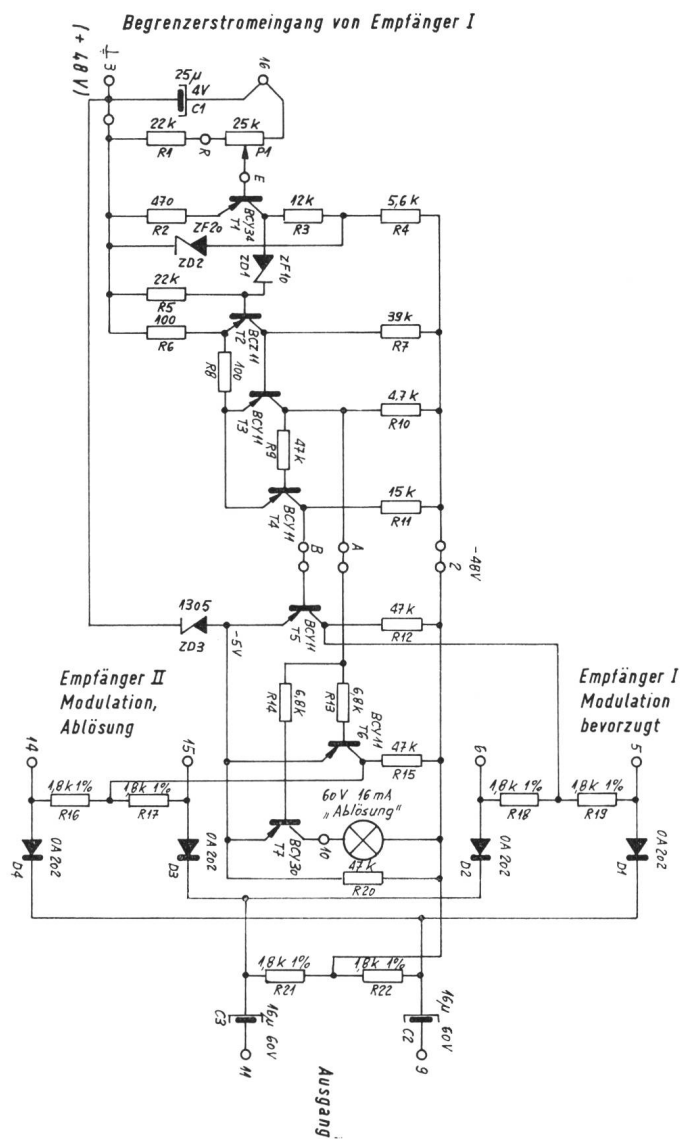 Begrenzerstromeingang von Empfänger I
(+48V)
3
25µ
4V
C1
16
22k
R1
R
25k
P1
E
470
R2
BCY34
T1
12k
R3
5,6k
R4
ZF20
ZD2
ZD1
ZF10
22k
R5
100
R6
BCZ11
T2
39k
R7
R8
100
BCY11
T3
4,7k
R10
R9
47k
BCY11
T4
15k
R11
B
A
-48V
2
1305
ZD3
-5V
BCY11
T5
47k
R12
Empfänger II
Modulation,
Ablösung
Empfänger I
Modulation
bevorzugt
R14
6,8k
R13
6,8k
BCY11
T6
47k
R15
14
15
6
5
1,8k 1%
R16
1,8k 1%
R17
1,8k 1%
R18
1,8k 1%
R19
60V 16mA
„Ablösung"
BCY30
T7
10
47k
R20
OA202
D4
OA202
D3
OA202
D2
OA202
D1
1,8k 1%
R21
1,8k 1%
R22
C3
16µ 60V
11
C2
16µ 60V
9
Ausgang